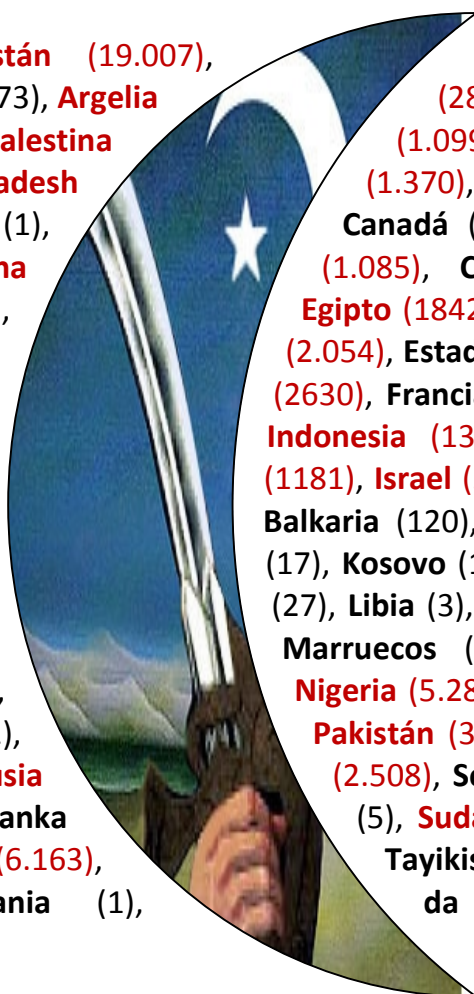 stán (19.007),
73), Argelia (28
alestina (1.099
adesh (1.370),
(1), Canadá (
na (1.085), C
, Egipto (1842
(2.054), Estad
(2630), Francia
Indonesia (13
(1181), Israel (
Balkaria (120),
(17), Kosovo (1
(27), Libia (3),
Marruecos (
, Nigeria (5.28
), Pakistán (3
usia (2.508), Se
anka (5), Suda
(6.163), Tayikis
ania (1), da